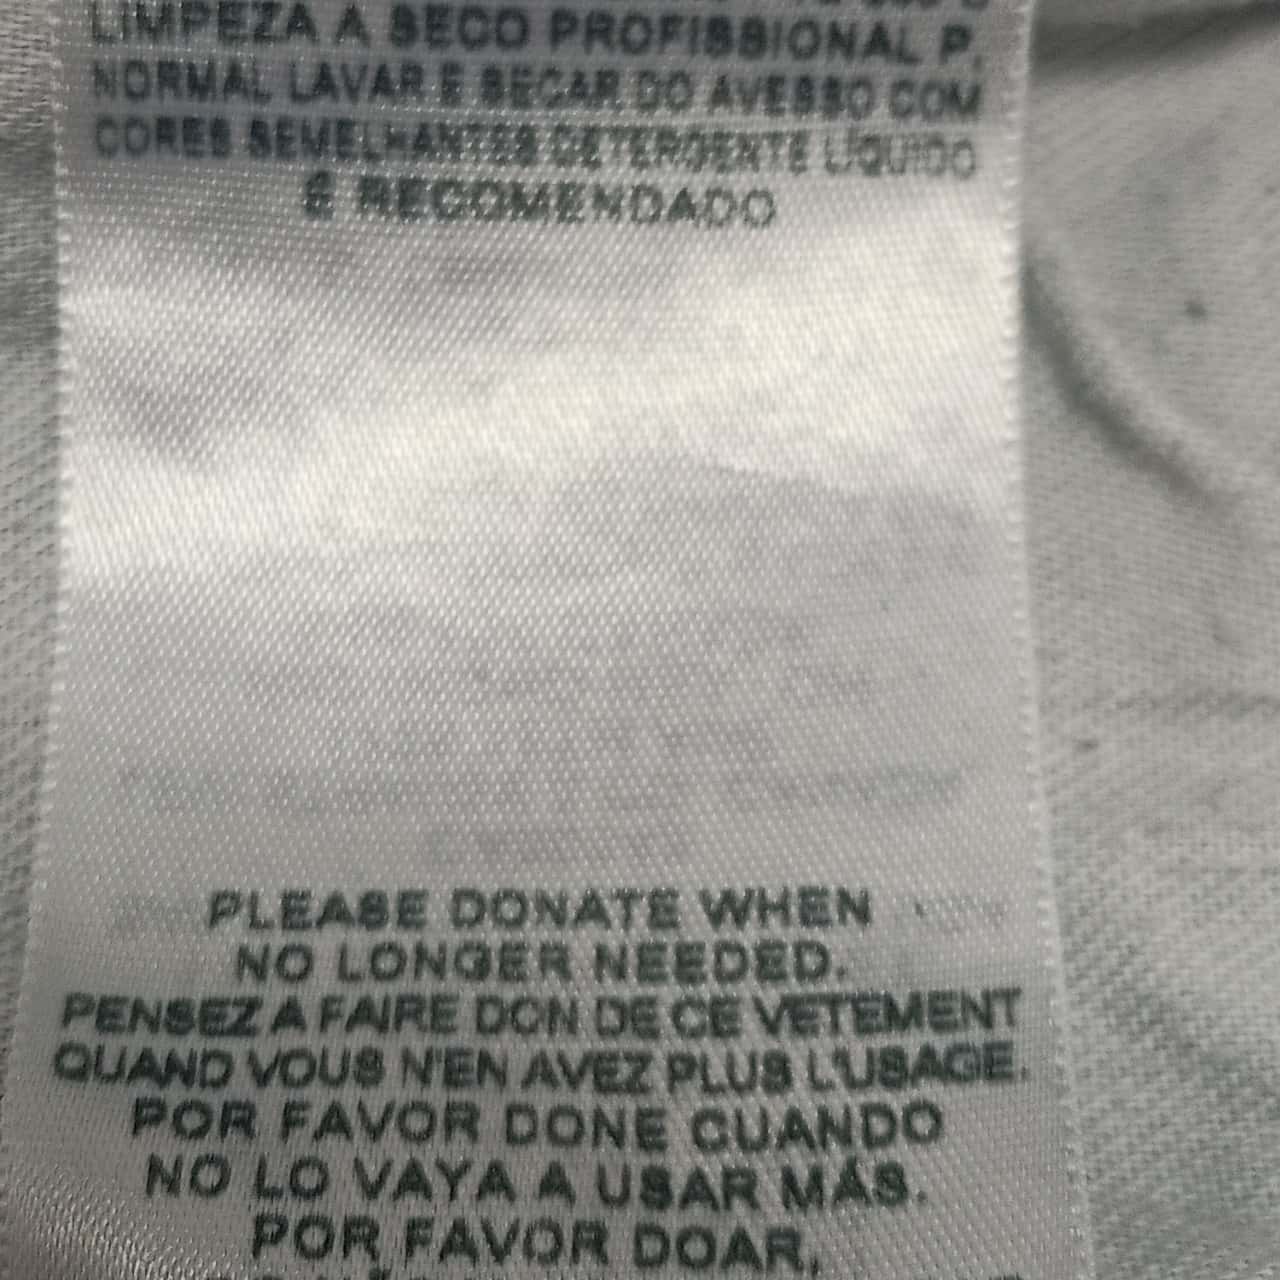 LIMPEZA A SECO PROFISSIONAL P,
NORMAL LAVAR E SECAR DO AVESSO COM
CORES SEMELHANTES DETERGENTE LÍQUIDO
É RECOMENDADO
PLEASE DONATE WHEN
NO LONGER NEEDED.
PENSEZ A FAIRE DON DE CE VETEMENT
QUAND VOUS N'EN AVEZ PLUS L'USAGE.
POR FAVOR DONE CUANDO
NO LO VAYA A USAR MÁS.
POR FAVOR DOAR,